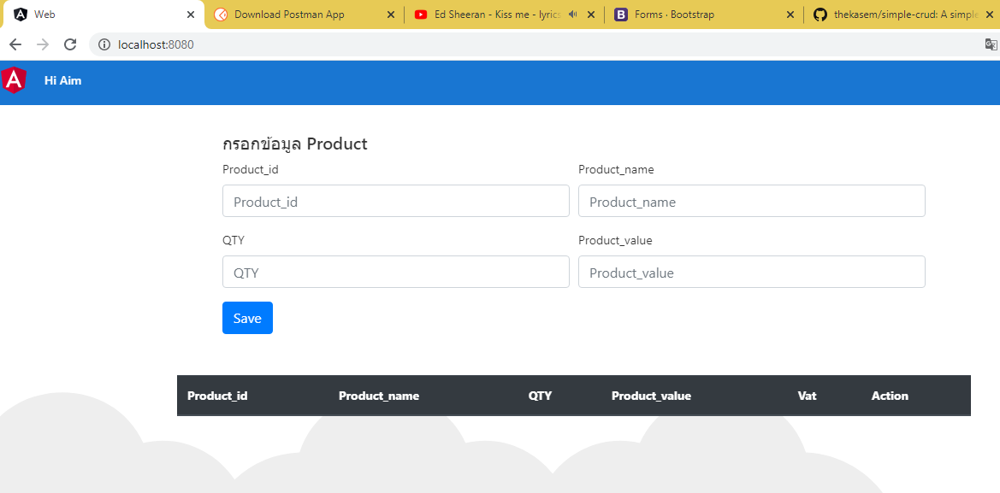 Web
Download Postman App
Ed Sheeran - Kiss me - lyrics
Forms · Bootstrap
thekasem/simple-crud: A simple
localhost:8080
Hi Aim
กรอกข้อมูล Product
Product_id Product_name
Product_id Product_name
QTY Product_value
QTY Product_value
Save
Product_id Product_name QTY Product_value Vat Action